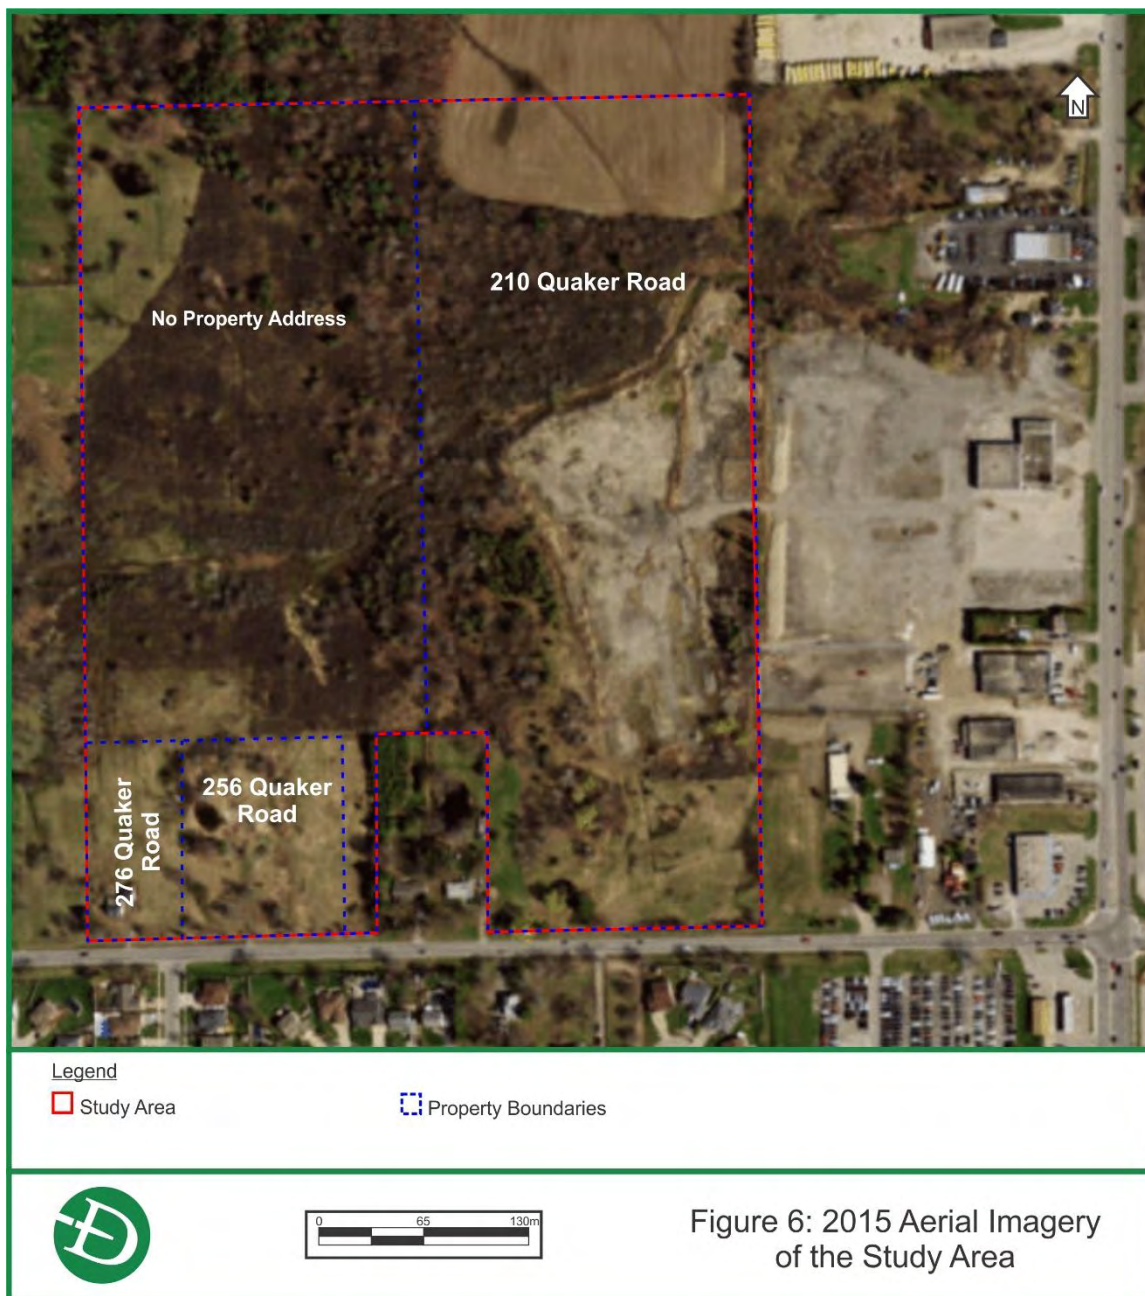 N
210 Quaker Road
No Property Address
256 Quaker
Road
276 Quaker
Road
Legend
Study Area
Property Boundaries
0 65 130m
Figure 6: 2015 Aerial Imagery
of the Study Area